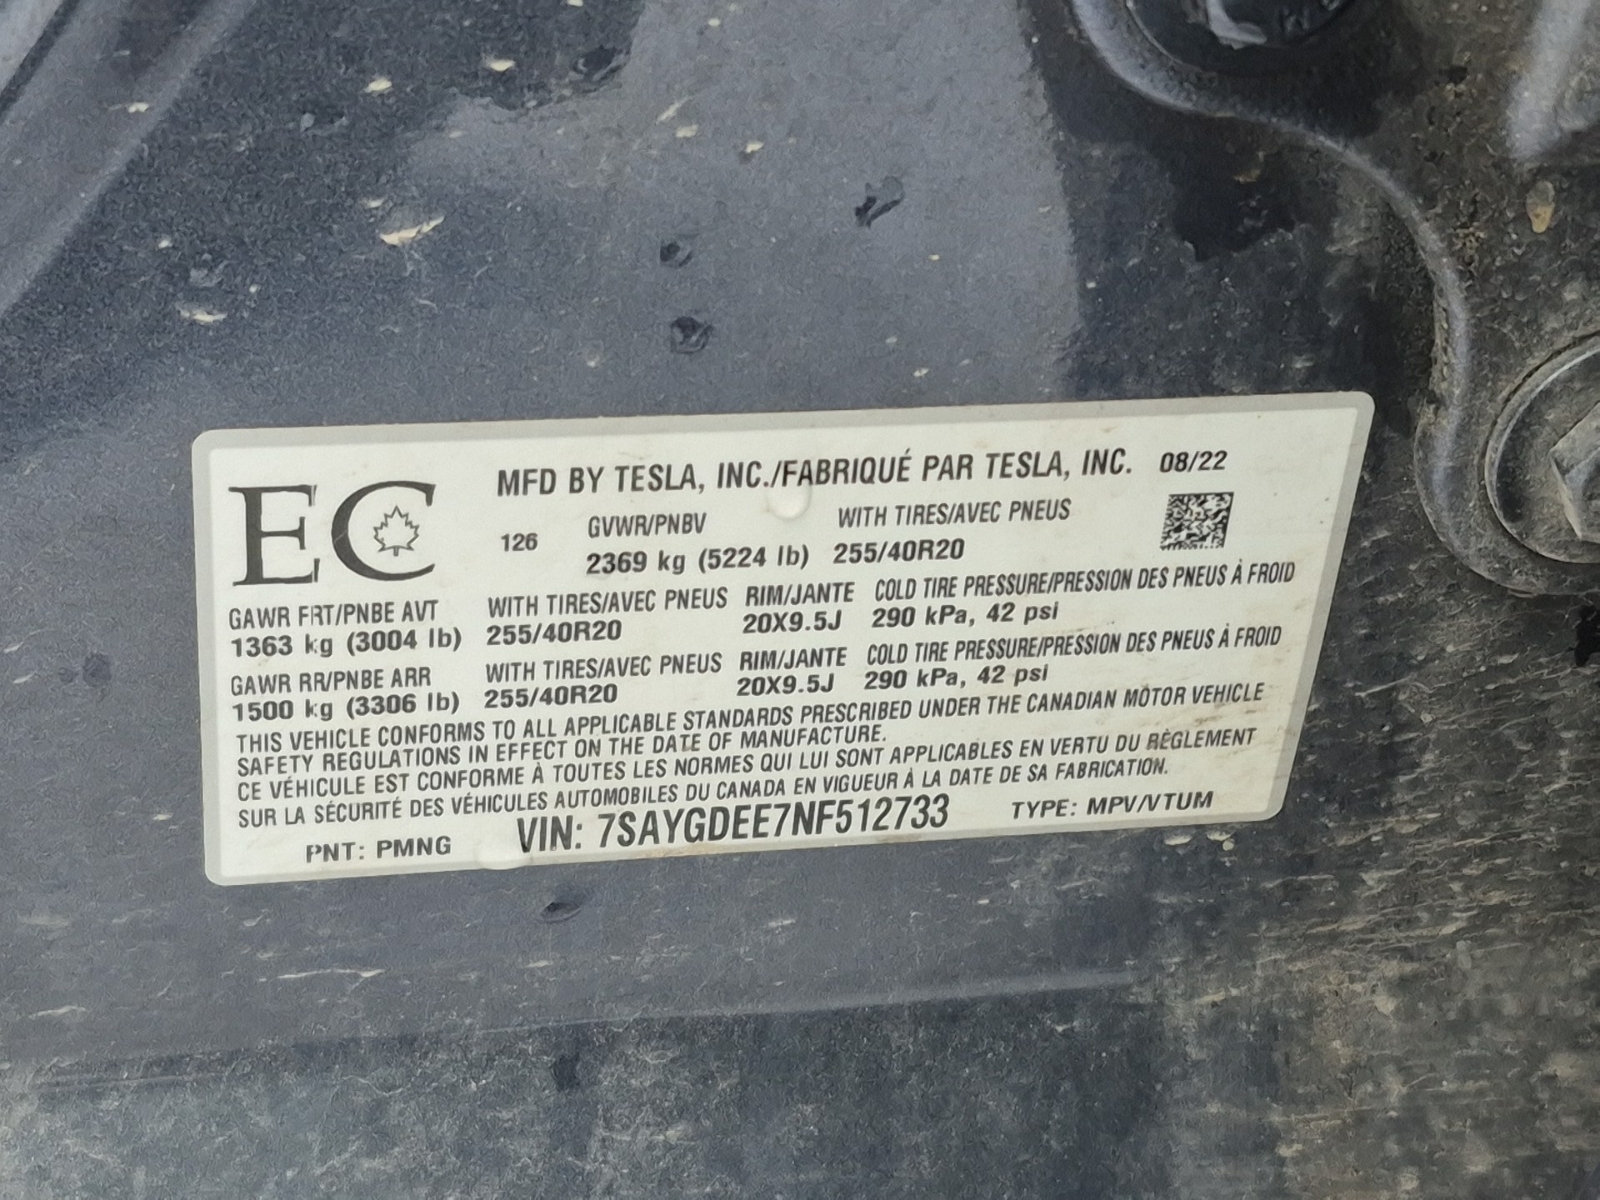 EC
MFD BY TESLA, INC./FABRIQUÉ PAR TESLA, INC. 08/22
126 GVWR/PNBV WITH TIRES/AVEC PNEUS
2369 kg (5224 lb) 255/40R20
GAWR FRT/PNBE AVT WITH TIRES/AVEC PNEUS RIM/JANTE COLD TIRE PRESSURE/PRESSION DES PNEUS À FROID
1363 kg (3004 lb) 255/40R20 20X9.5J 290 kPa, 42 psi
GAWR RR/PNBE ARR WITH TIRES/AVEC PNEUS RIM/JANTE COLD TIRE PRESSURE/PRESSION DES PNEUS À FROID
1500 kg (3306 lb) 255/40R20 20X9.5J 290 kPa, 42 psi
THIS VEHICLE CONFORMS TO ALL APPLICABLE STANDARDS PRESCRIBED UNDER THE CANADIAN MOTOR VEHICLE
SAFETY REGULATIONS IN EFFECT ON THE DATE OF MANUFACTURE.
CE VÉHICULE EST CONFORME À TOUTES LES NORMES QUI LUI SONT APPLICABLES EN VERTU DU RÈGLEMENT
SUR LA SÉCURITÉ DES VÉHICULES AUTOMOBILES DU CANADA EN VIGUEUR À LA DATE DE SA FABRICATION.
PNT: PMNG VIN: 7SAYGDEE7NF512733 TYPE: MPV/VTUM